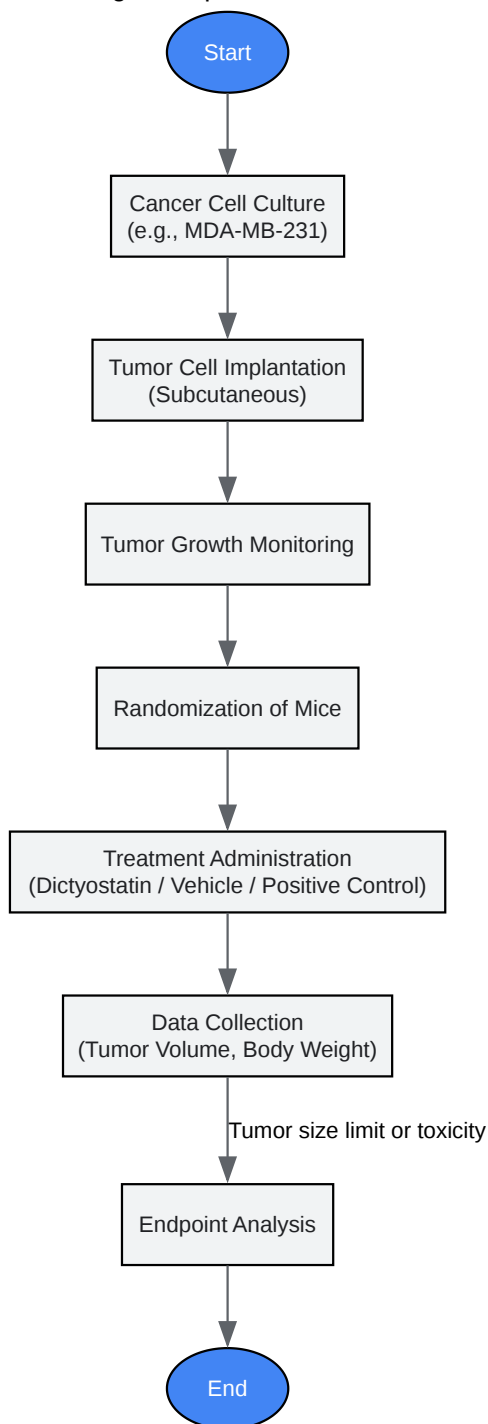 Start
Cancer Cell Culture
(e.g., MDA-MB-231)
Tumor Cell Implantation
(Subcutaneous)
Tumor Growth Monitoring
Randomization of Mice
Treatment Administration
(Dictyostatin / Vehicle / Positive Control)
Data Collection
(Tumor Volume, Body Weight)
Tumor size limit or toxicity
Endpoint Analysis
End